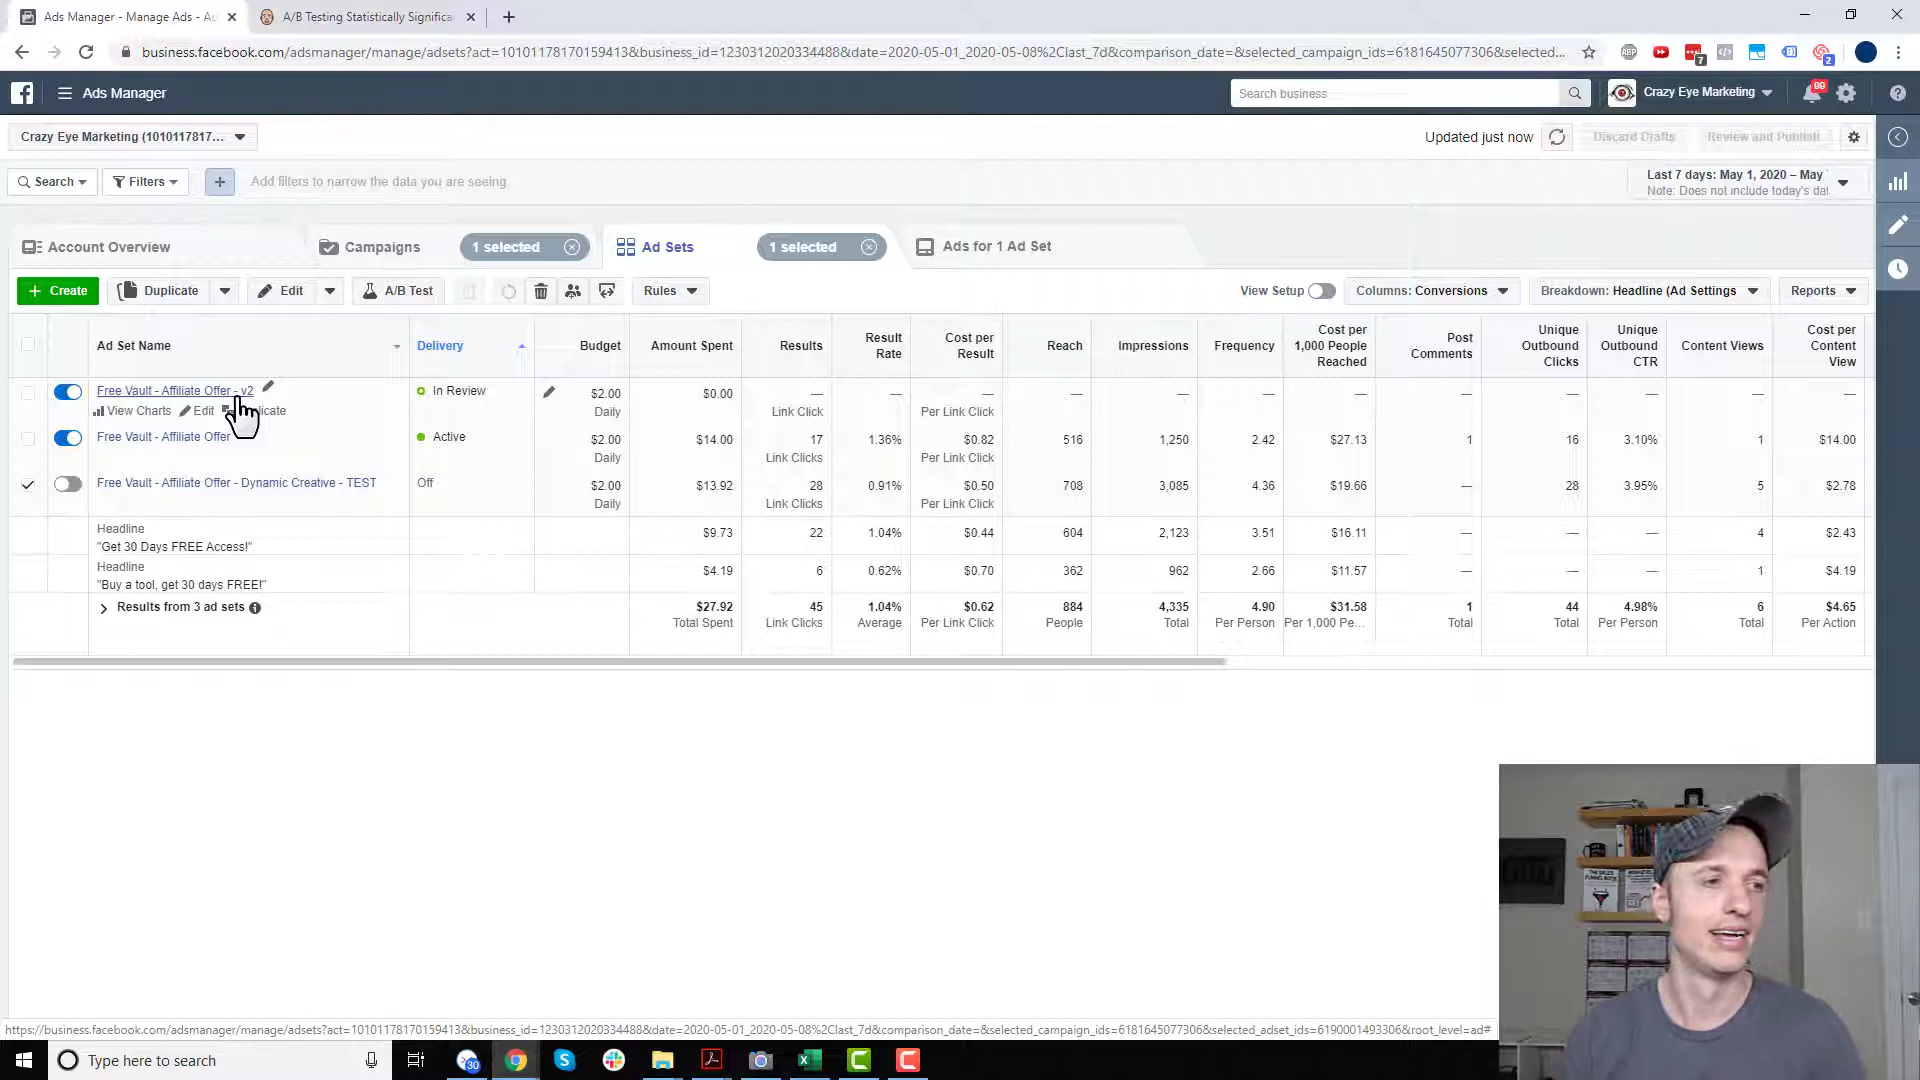 Ads Manager - Manage Ads - Ad
A/B Testing Statistically Significa
business.facebook.com/adsmanager/manage/adsets?act=10101178170159413&business_id=1230312020334488&date=2020-05-01_2020-05-08%2Clast_7d&comparison_date=&selected_campaign_ids=6181645077306&selected...
ABP
7
2
Ads Manager
Search business
Crazy Eye Marketing
99
Crazy Eye Marketing (1010117817...
Updated just now
Discard Drafts
Review and Publish
Search
Filters
Add filters to narrow the data you are seeing
Last 7 days: May 1, 2020 – May
Note: Does not include today's dat
Account Overview
Campaigns
1 selected
Ad Sets
1 selected
Ads for 1 Ad Set
+ Create
Duplicate
Edit
A/B Test
Rules
View Setup
Columns: Conversions
Breakdown: Headline (Ad Settings
Reports
Ad Set Name
Delivery
Budget
Amount Spent
Results
Result Rate
Cost per Result
Reach
Impressions
Frequency
Cost per 1,000 People Reached
Post Comments
Unique Outbound Clicks
Unique Outbound CTR
Content Views
Cost per Content View
Free Vault - Affiliate Offer - v2
In Review
$2.00
$0.00
— — — — — — — — — — — —
View Charts Edit
Daily
Link Click
Per Link Click
Free Vault - Affiliate Offer
Active
$2.00 $14.00 17 1.36% $0.82 516 1,250 2.42 $27.13 1 16 3.10% 1 $14.00
Daily
Link Clicks
Per Link Click
Free Vault - Affiliate Offer - Dynamic Creative - TEST
Off
$2.00 $13.92 28 0.91% $0.50 708 3,085 4.36 $19.66 — 28 3.95% 5 $2.78
Daily
Link Clicks
Per Link Click
Headline
"Get 30 Days FREE Access!"
$9.73 22 1.04% $0.44 604 2,123 3.51 $16.11 — — — 4 $2.43
Headline
"Buy a tool, get 30 days FREE!"
$4.19 6 0.62% $0.70 362 962 2.66 $11.57 — — — 1 $4.19
Results from 3 ad sets
$27.92 45 1.04% $0.62 884 4,335 4.90 $31.58 1 44 4.98% 6 $4.65
Total Spent Link Clicks Average Per Link Click People Total Per Person Per 1,000 Pe... Total Total Per Person Total Per Action
THE SALES FUNNEL BOOK
https://business.facebook.com/adsmanager/manage/adsets?act=10101178170159413&business_id=1230312020334488&date=2020-05-01_2020-05-08%2Clast_7d&comparison_date=&selected_campaign_ids=6181645077306&selected_adset_ids=6190001493306&root_level=ad#
Type here to search
30